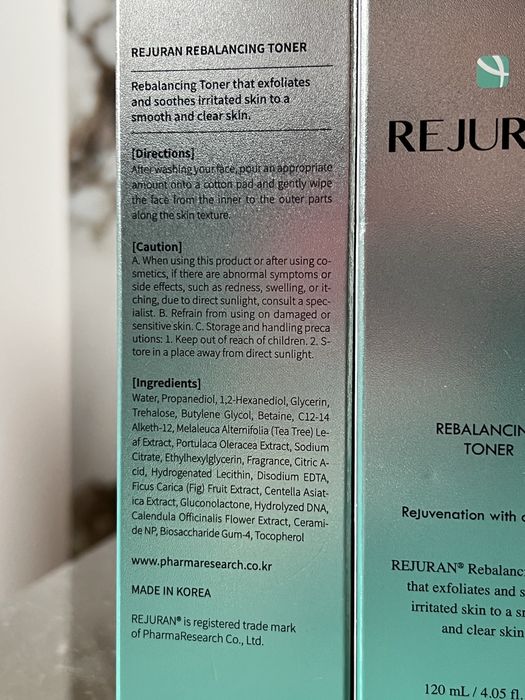 REJURAN REBALANCING TONER
Rebalancing Toner that exfoliates
and soothes irritated skin to a
smooth and clear skin.
[Directions]
After washing your face, pour an appropriate
amount onto a cotton pad and gently wipe
the face from the inner to the outer parts
along the skin texture.
[Caution]
A. When using this product or after using co-
smetics, if there are abnormal symptoms or
side effects, such as redness, swelling, or it-
ching, due to direct sunlight, consult a spec-
ialist. B. Refrain from using on damaged or
sensitive skin. C. Storage and handling preca
utions: 1. Keep out of reach of children. 2. S-
tore in a place away from direct sunlight.
[Ingredients]
Water, Propanediol, 1,2-Hexanediol, Glycerin,
Trehalose, Butylene Glycol, Betaine, C12-14
Alketh-12, Melaleuca Alternifolia (Tea Tree) Le-
af Extract, Portulaca Oleracea Extract, Sodium
Citrate, Ethylhexylglycerin, Fragrance, Citric A-
cid, Hydrogenated Lecithin, Disodium EDTA,
Ficus Carica (Fig) Fruit Extract, Centella Asiat-
ica Extract, Gluconolactone, Hydrolyzed DNA,
Calendula Officinalis Flower Extract, Cerami-
de NP, Biosaccharide Gum-4, Tocopherol
www.pharmaresearch.co.kr
MADE IN KOREA
REJURAN® is registered trade mark
of PharmaResearch Co., Ltd.
REJUR
REBALANCIN
TONER
Rejuvenation with
REJURAN® Rebalanc
that exfoliates and s
irritated skin to a s
and clear skin
120 mL / 4.05 fl.